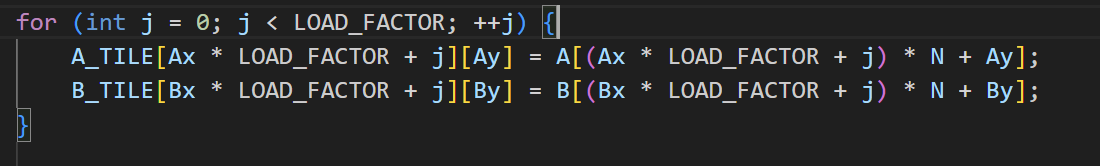 for (int j = 0; j < LOAD_FACTOR; ++j) {
A_TILE[Ax * LOAD_FACTOR + j][Ay] = A[(Ax * LOAD_FACTOR + j) * N + Ay];
B_TILE[Bx * LOAD_FACTOR + j][By] = B[(Bx * LOAD_FACTOR + j) * N + By];
}